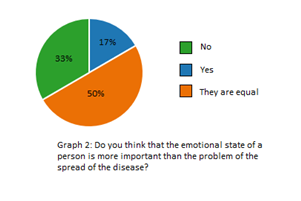 No
17%
33%
Yes
They are equal
50%
Graph 2: Do you think that the emotional state of a
person is more important than the problem of the
spread of the disease?